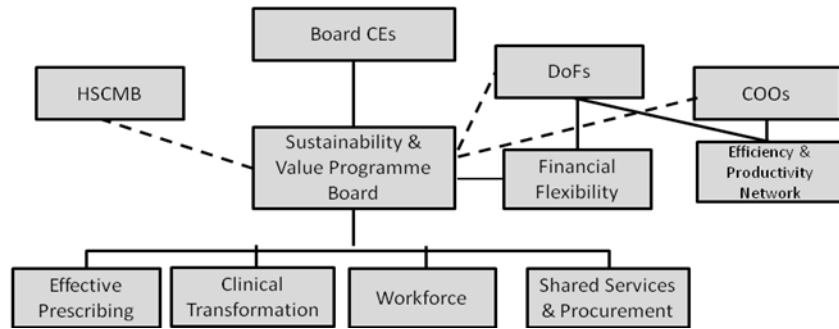 Board CEs
DoFs
HSCMB
COOs
Sustainability &
Value Programme
Board
Financial
Flexibility
Efficiency &
Productivity
Network
Effective
Prescribing
Clinical
Transformation
Workforce
Shared Services
& Procurement